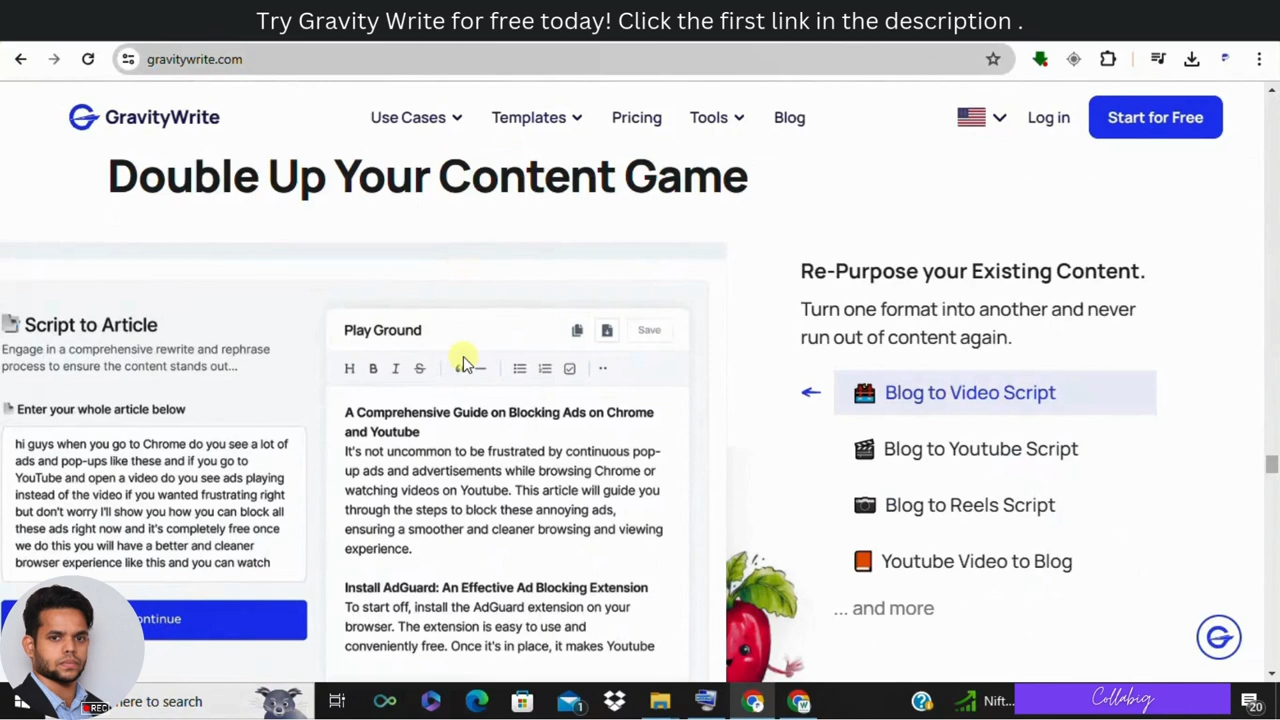 Try Gravity Write for free today! Click the first link in the description .
gravitywrite.com
GravityWrite
Use Cases
Templates
Pricing
Tools
Blog
Log in
Start for Free
Double Up Your Content Game
Script to Article
Engage in a comprehensive rewrite and rephrase
process to ensure the content stands out...
Enter your whole article below
hi guys when you go to Chrome do you see a lot of
ads and pop-ups like these and if you go to
YouTube and open a video do you see ads playing
instead of the video if you wanted frustrating right
but don't worry I'll show you how you can block all
these ads right now and it's completely free once
we do this you will have a better and cleaner
browser experience like this and you can watch
ontinue
Play Ground
Save
H B I S
A Comprehensive Guide on Blocking Ads on Chrome
and Youtube
It's not uncommon to be frustrated by continuous pop-
up ads and advertisements while browsing Chrome or
watching videos on Youtube. This article will guide you
through the steps to block these annoying ads,
ensuring a smoother and cleaner browsing and viewing
experience.
Install AdGuard: An Effective Ad Blocking Extension
To start off, install the AdGuard extension on your
browser. The extension is easy to use and
conveniently free. Once it's in place, it makes Youtube
Re-Purpose your Existing Content.
Turn one format into another and never
run out of content again.
Blog to Video Script
Blog to Youtube Script
Blog to Reels Script
Youtube Video to Blog
... and more
REC
here to search
1
Nift...
Collabig
20